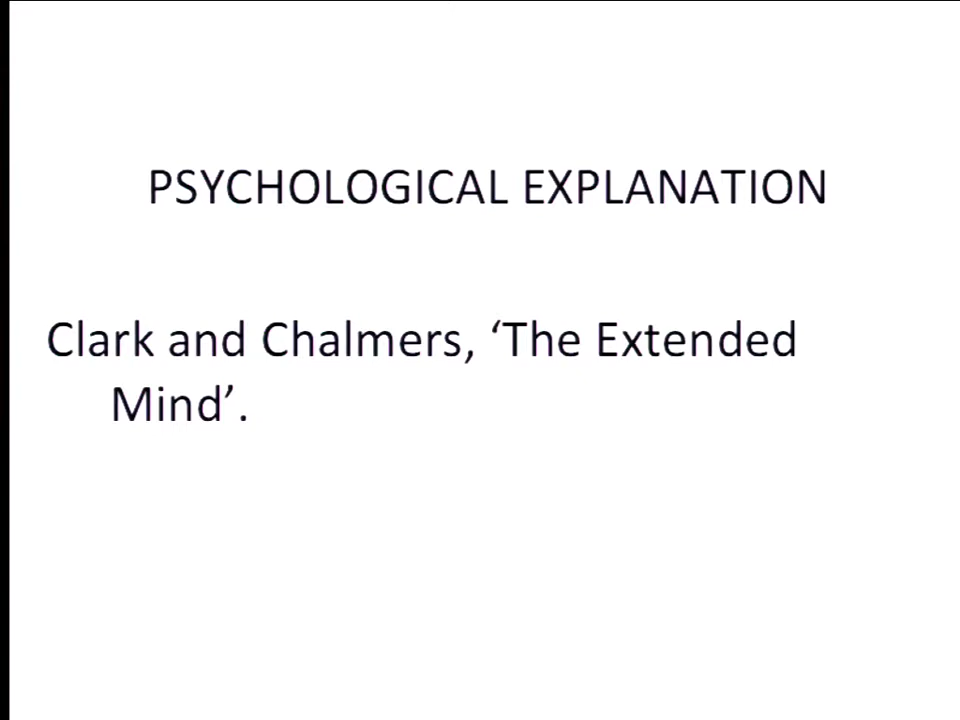 PSYCHOLOGICAL EXPLANATION
Clark and Chalmers, ‘The Extended
Mind’.